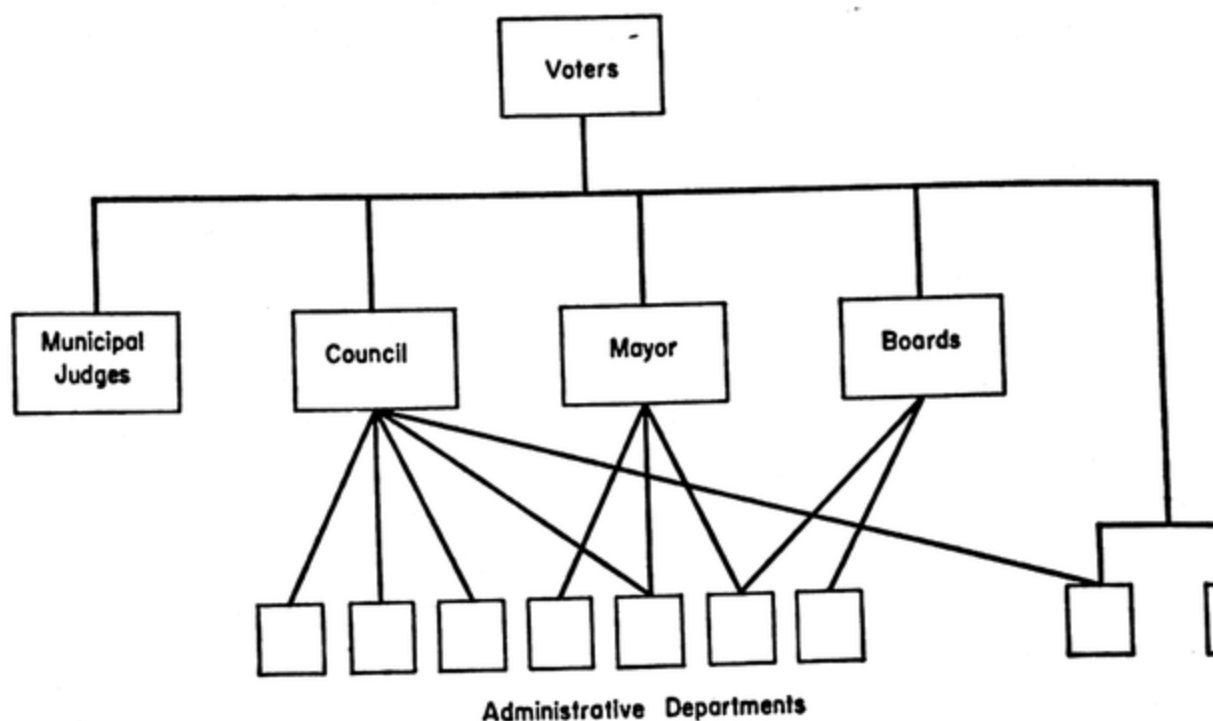 Voters
Municipal
Judges
Council
Mayor
Boards
Administrative Departments